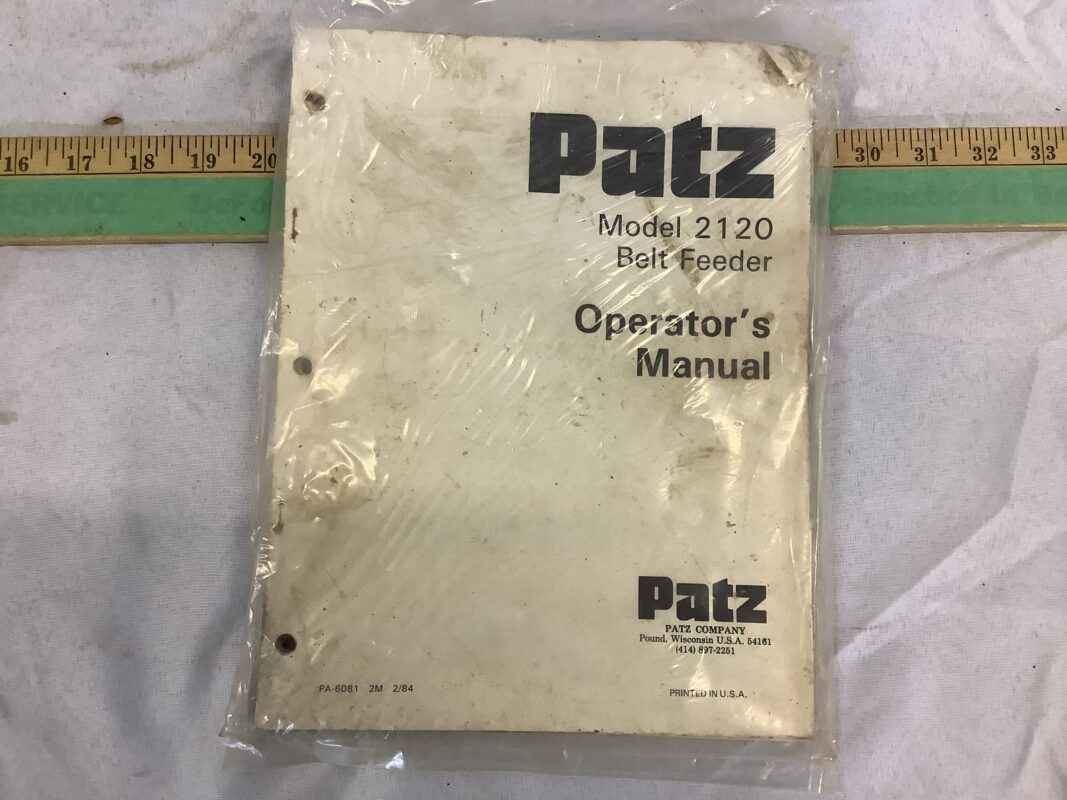 Patz
Model 2120
Belt Feeder
Operator's
Manual
Patz
PATZ COMPANY
Pound, Wisconsin U.S.A. 54161
(414) 897-2251
PA-6081 2M 2/84
PRINTED IN U.S.A.
16 17 18 19 20
30 31 32 33
SERVICE